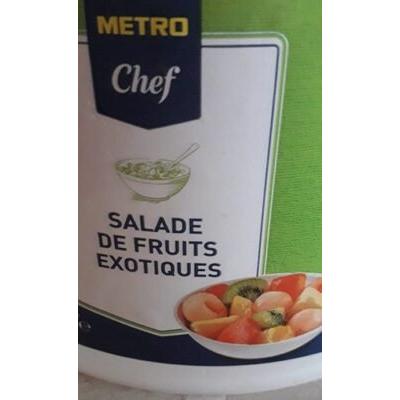 METRO
Chef
SALADE
DE FRUITS
EXOTIQUES